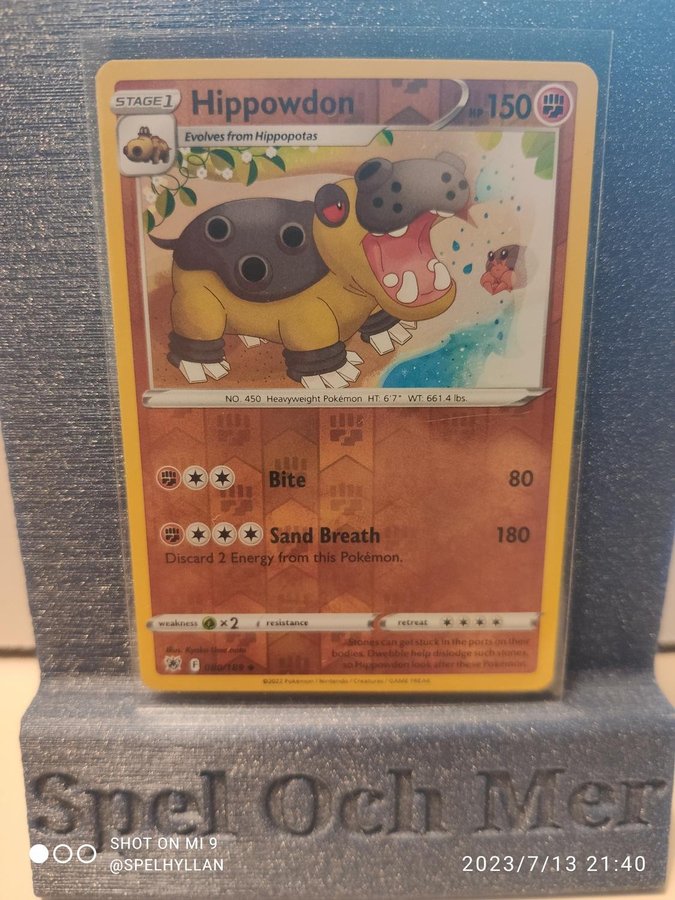 STAGE 1 Hippowdon HP 150
Evolves from Hippopotas
NO. 450 Heavyweight Pokémon HT: 6'7" WT: 661.4 lbs.
Bite 80
Sand Breath 180
Discard 2 Energy from this Pokémon.
weakness ×2 resistance retreat
Stones can get stuck in the ports on their
bodies. Dwebble help dislodge such stones,
so Hippowdon look after these Pokémon.
Illus.
F 080/189
©2022 Pokémon / Nintendo / Creatures / GAME FREAK
Spel Och Mer
SHOT ON MI 9
@SPELHYLLAN
2023/7/13 21:40